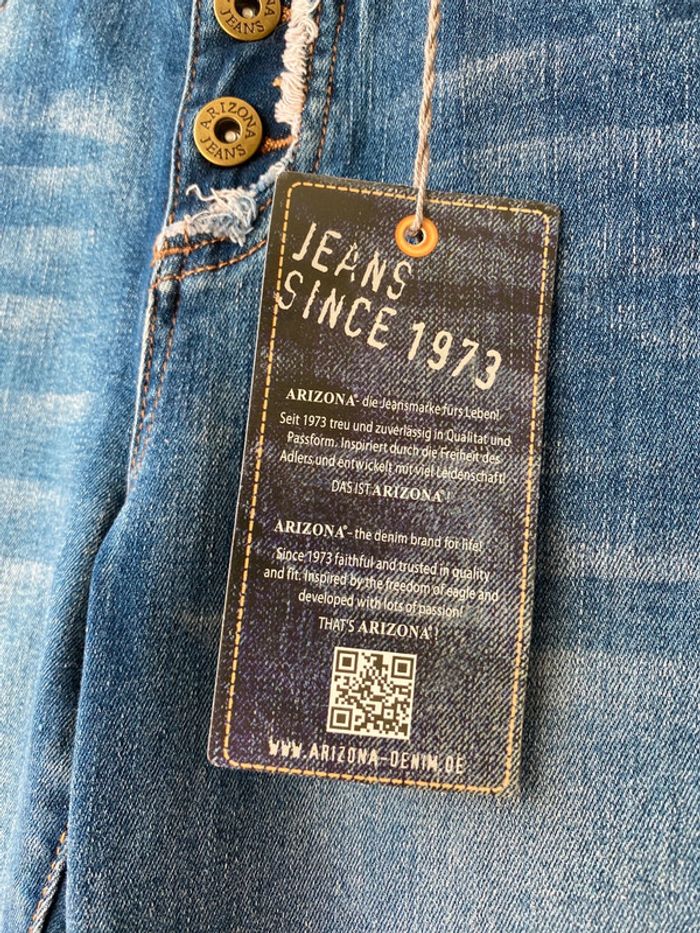 ARIZONA
JEANS
ARIZONA
JEANS
JEANS
SINCE 1973
ARIZONA® - die Jeansmarke fürs Leben!
Seit 1973 treu und zuverlässig in Qualität und
Passform. Inspiriert durch die Freiheit des
Adlers und entwickelt mit viel Leidenschaft!
DAS IST ARIZONA®!
ARIZONA® - the denim brand for life!
Since 1973 faithful and trusted in quality
and fit. Inspired by the freedom of eagle and
developed with lots of passion!
THAT'S ARIZONA®!
WWW.ARIZONA-DENIM.DE